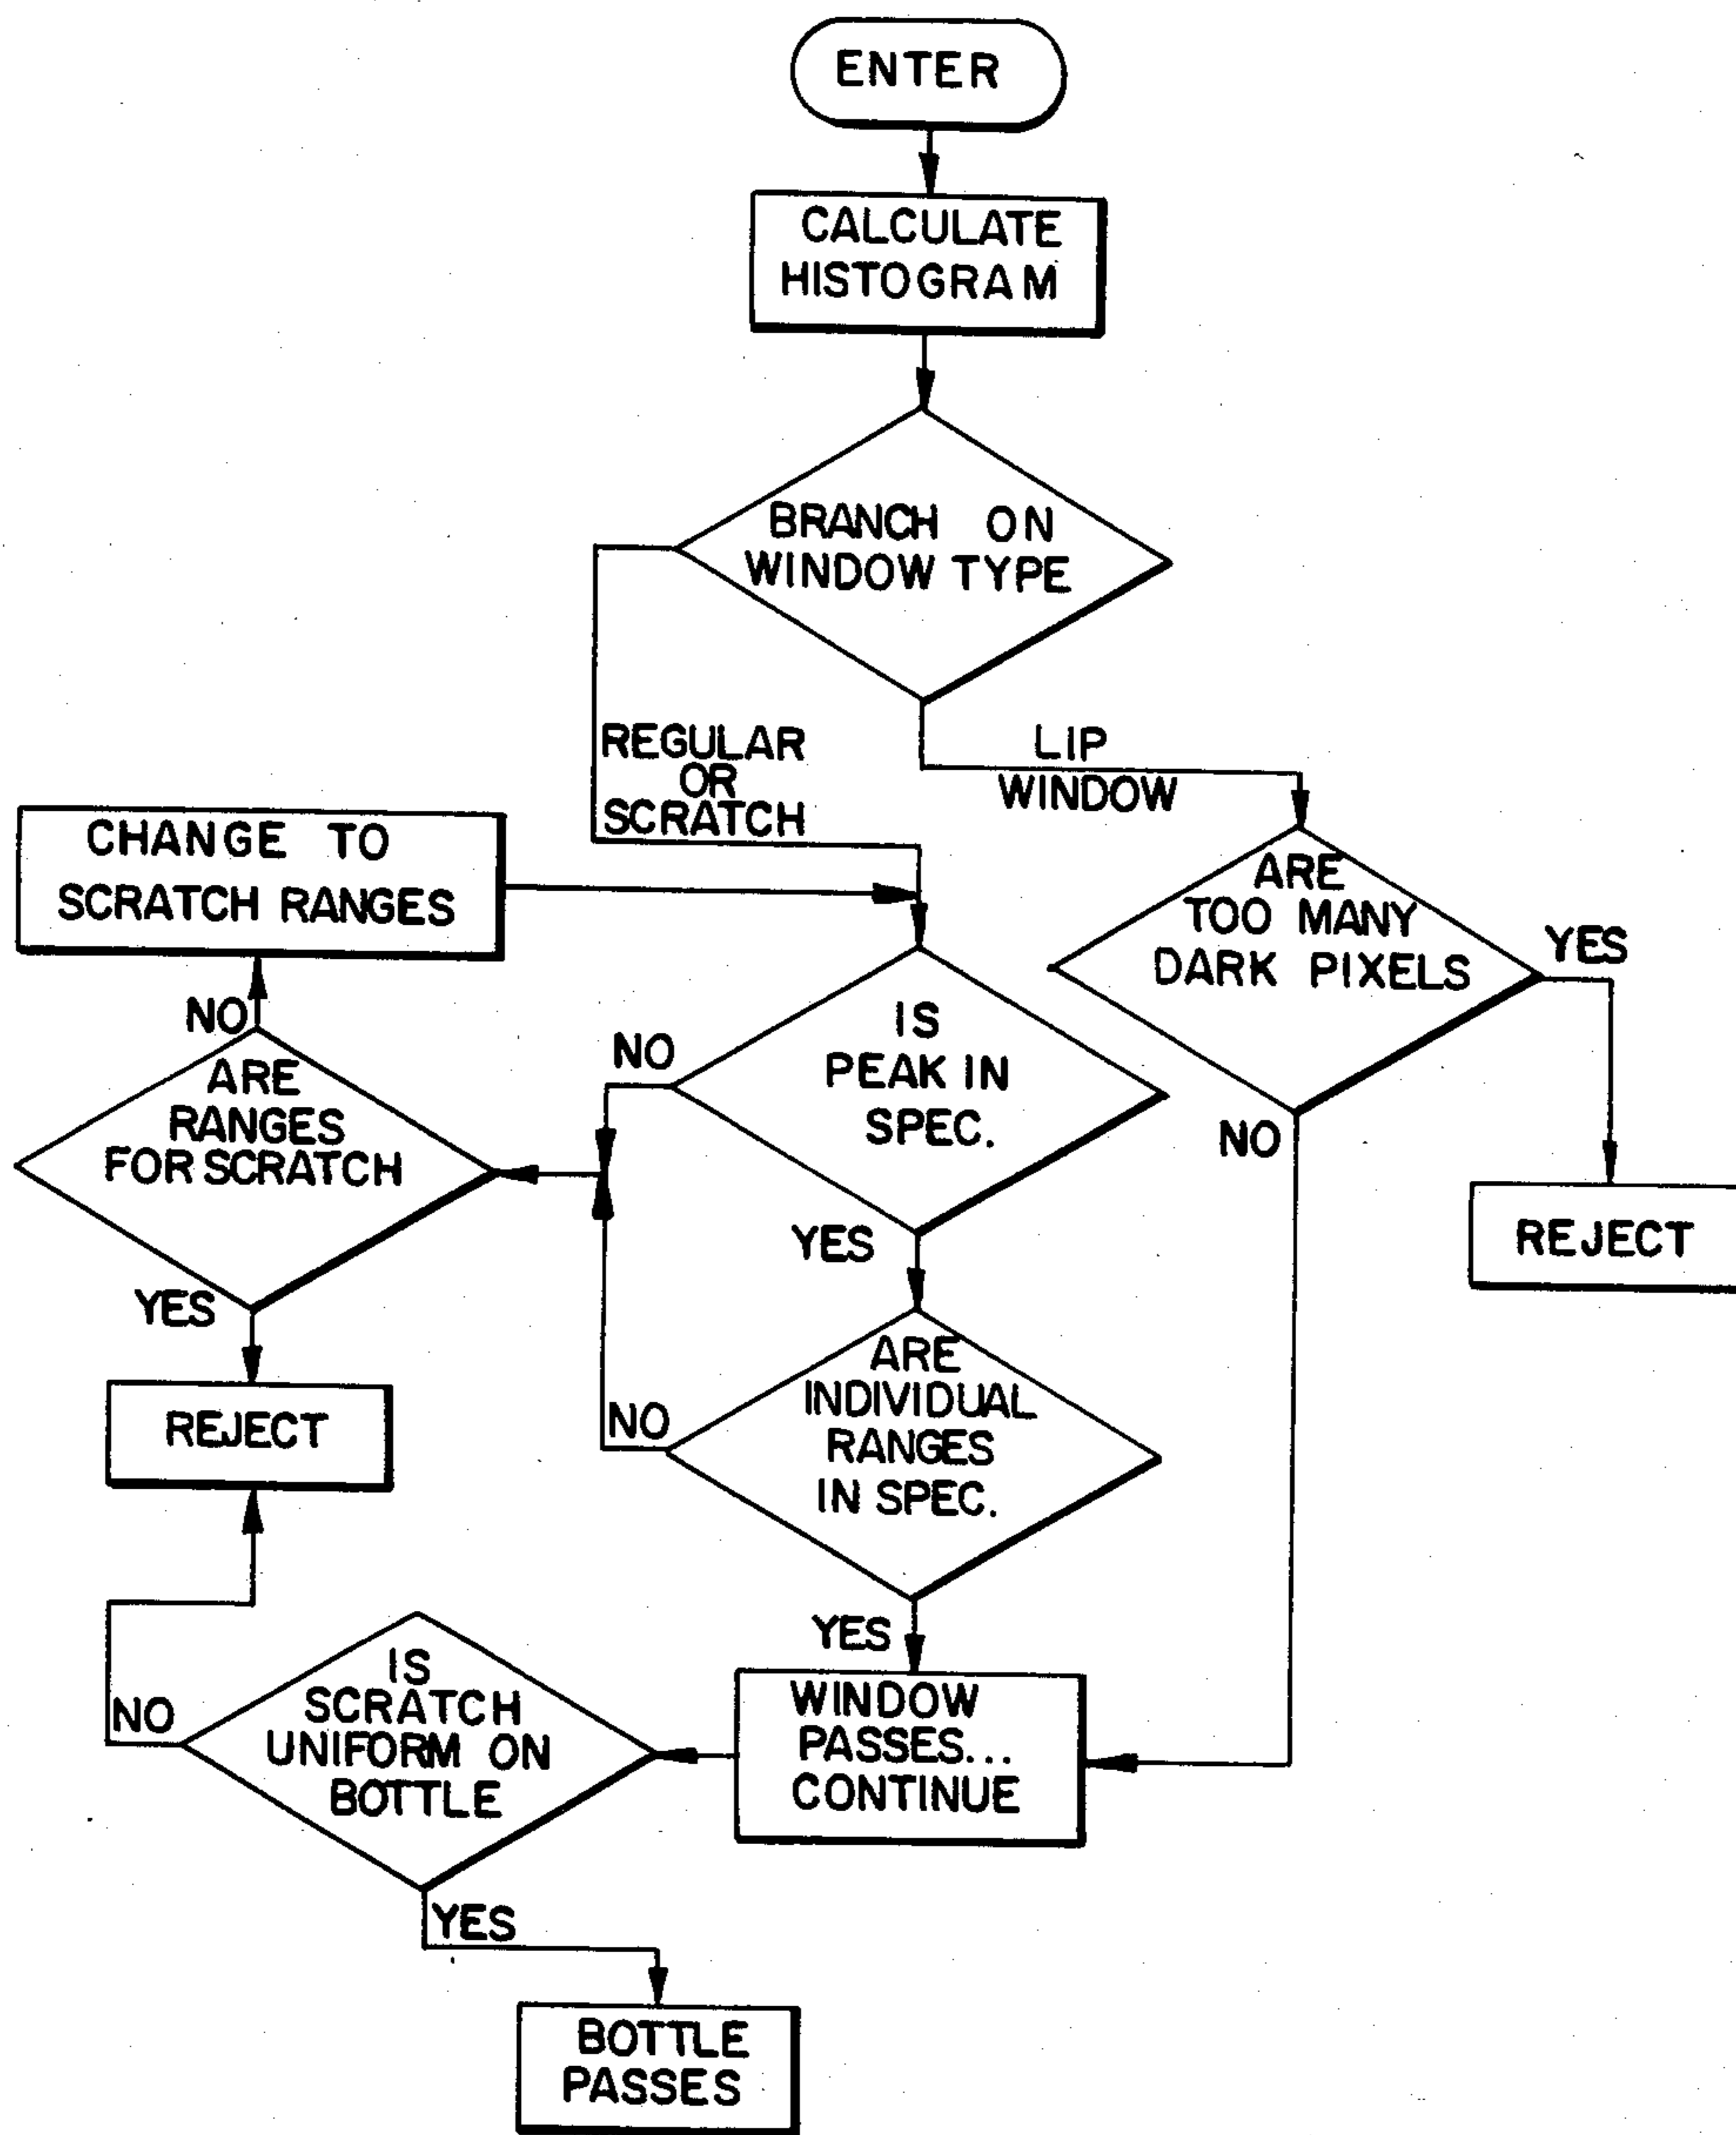 ENTER
CALCULATE
HISTOGRAM
BRANCH ON
WINDOW TYPE
REGULAR
OR
SCRATCH
LIP
WINDOW
CHANGE TO
SCRATCH RANGES
ARE
TOO MANY
DARK PIXELS
YES
NO
REJECT
IS
PEAK IN
SPEC.
NO
YES
ARE
RANGES
FOR SCRATCH
NO
YES
REJECT
ARE
INDIVIDUAL
RANGES
IN SPEC.
NO
YES
WINDOW
PASSES...
CONTINUE
IS
SCRATCH
UNIFORM ON
BOTTLE
NO
YES
BOTTLE
PASSES